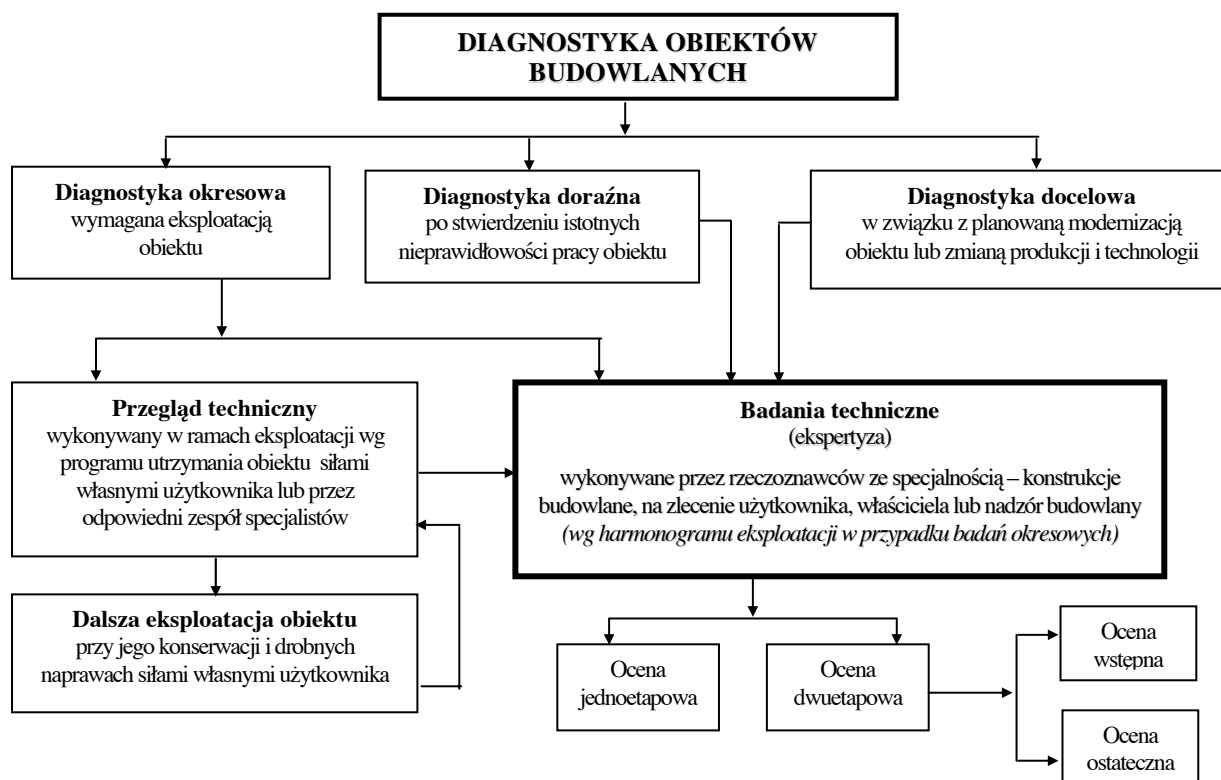 DIAGNOSTYKA OBIEKTÓW
BUDOWLANYCH
Diagnostyka okresowa
wymagana eksploatacją
obiektu
Diagnostyka doraźna
po stwierdzeniu istotnych
nieprawidłowości pracy obiektu
Diagnostyka docelowa
w związku z planowaną modernizacją
obiektu lub zmianą produkcji i technologii
Przegląd techniczny
wykonywany w ramach eksploatacji wg
programu utrzymania obiektu siłami
własnymi użytkownika lub przez
odpowiedni zespół specjalistów
Badania techniczne
(ekspertyza)
wykonywane przez rzeczoznawców ze specjalnością – konstrukcje
budowlane, na zlecenie użytkownika, właściciela lub nadzór budowlany
(wg harmonogramu eksploatacji w przypadku badań okresowych)
Dalsza eksploatacja obiektu
przy jego konserwacji i drobnych
naprawach siłami własnymi użytkownika
Ocena
jednoetapowa
Ocena
dwuetapowa
Ocena
wstępna
Ocena
ostateczna